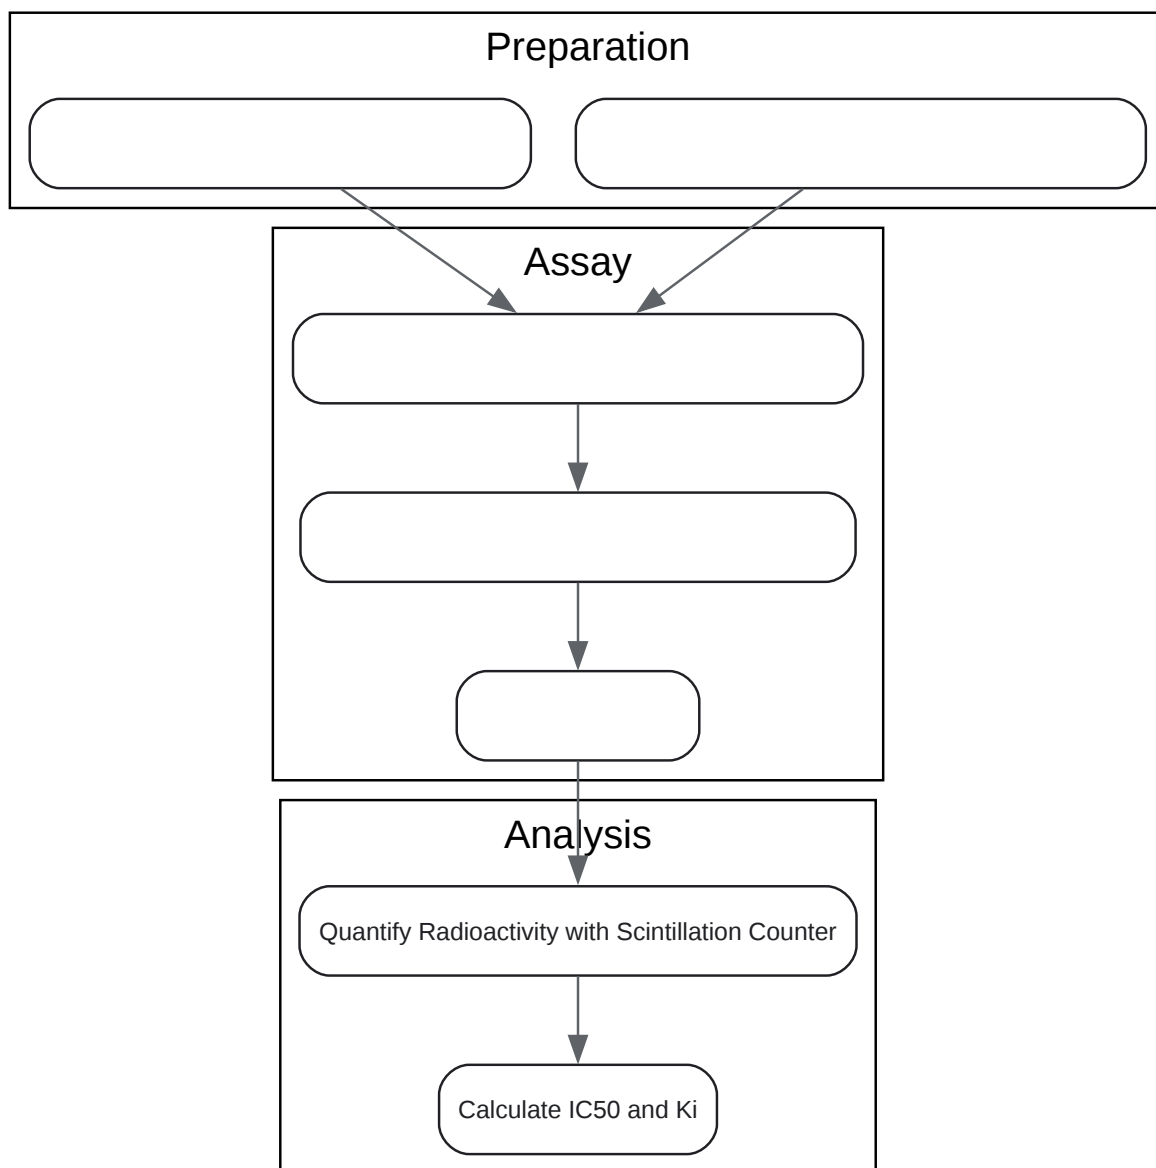 Preparation
Assay
Analysis
Quantify Radioactivity with Scintillation Counter
Calculate IC50 and Ki